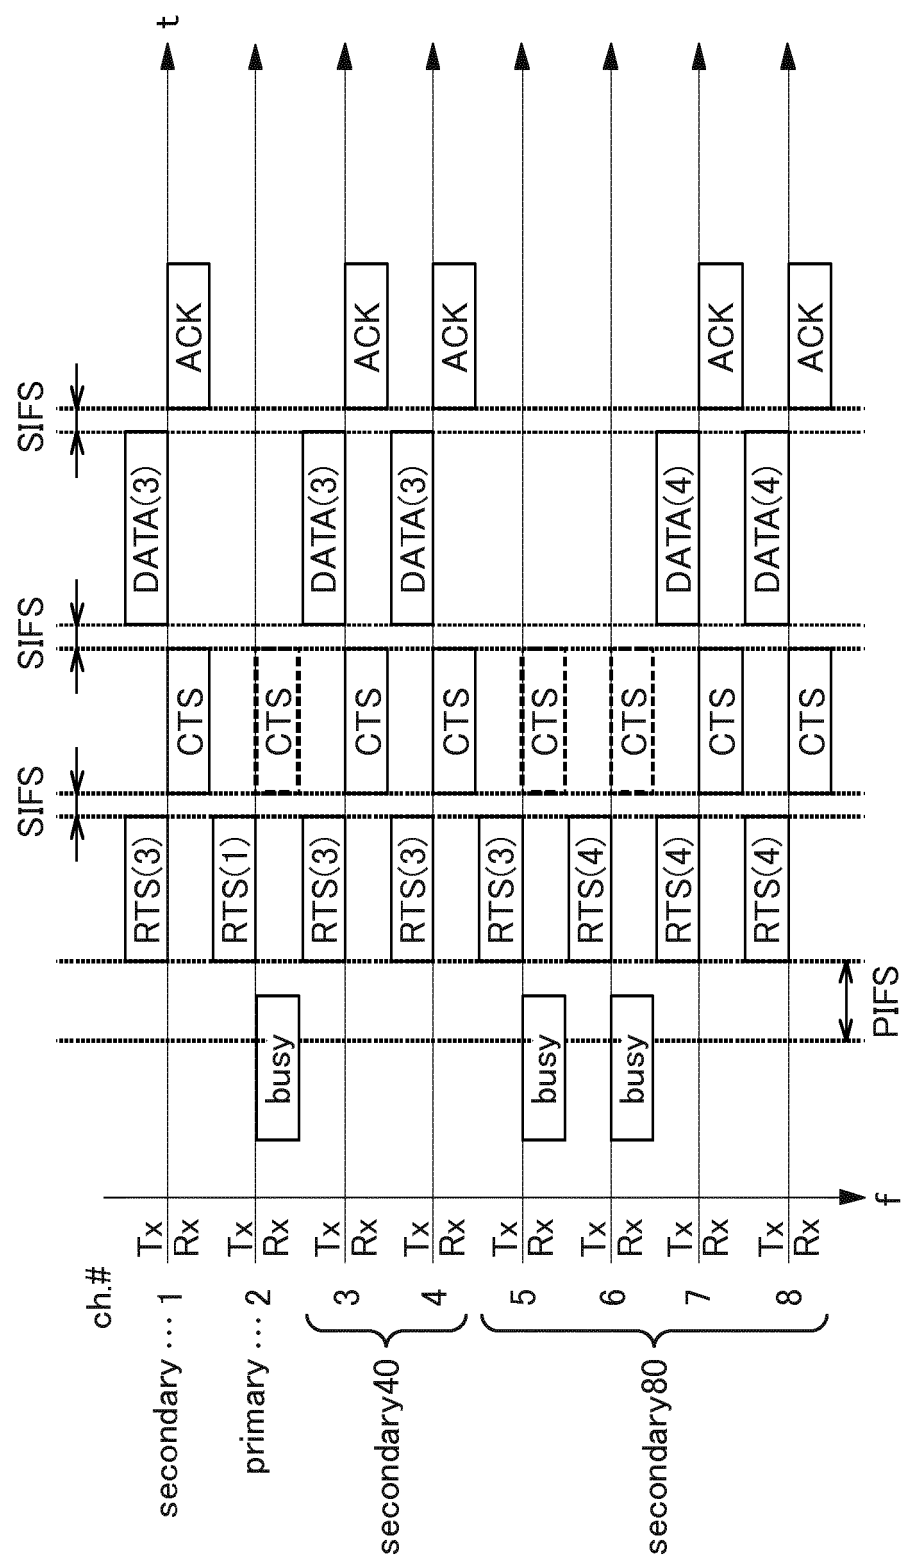 ch.#
SIFS
SIFS
SIFS
t
secondary ··· 1
Tx
Rx
RTS(3)
CTS
DATA(3)
ACK
primary ··· 2
Tx
Rx
busy
RTS(1)
CTS
secondary40
3
Tx
Rx
RTS(3)
CTS
DATA(3)
ACK
4
Tx
Rx
RTS(3)
CTS
DATA(3)
ACK
secondary80
5
Tx
Rx
busy
RTS(3)
CTS
6
Tx
Rx
busy
RTS(4)
CTS
7
Tx
Rx
RTS(4)
CTS
DATA(4)
ACK
8
Tx
Rx
RTS(4)
CTS
DATA(4)
ACK
f
PIFS